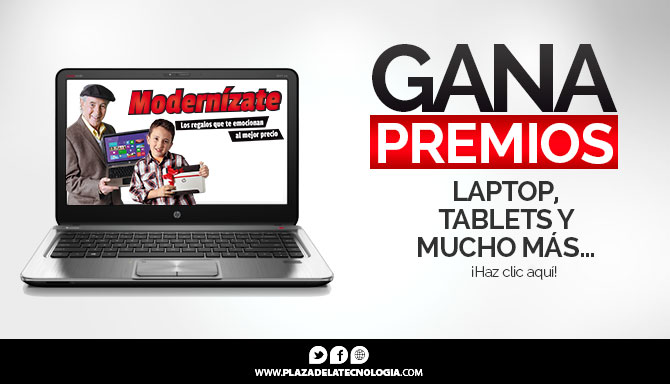 Modernízate
Los regalos que te emocionan
al mejor precio
hp
GANA
PREMIOS
LAPTOP,
TABLETS Y
MUCHO MÁS...
¡Haz clic aquí!
WWW.PLAZADELATECNOLOGIA.COM